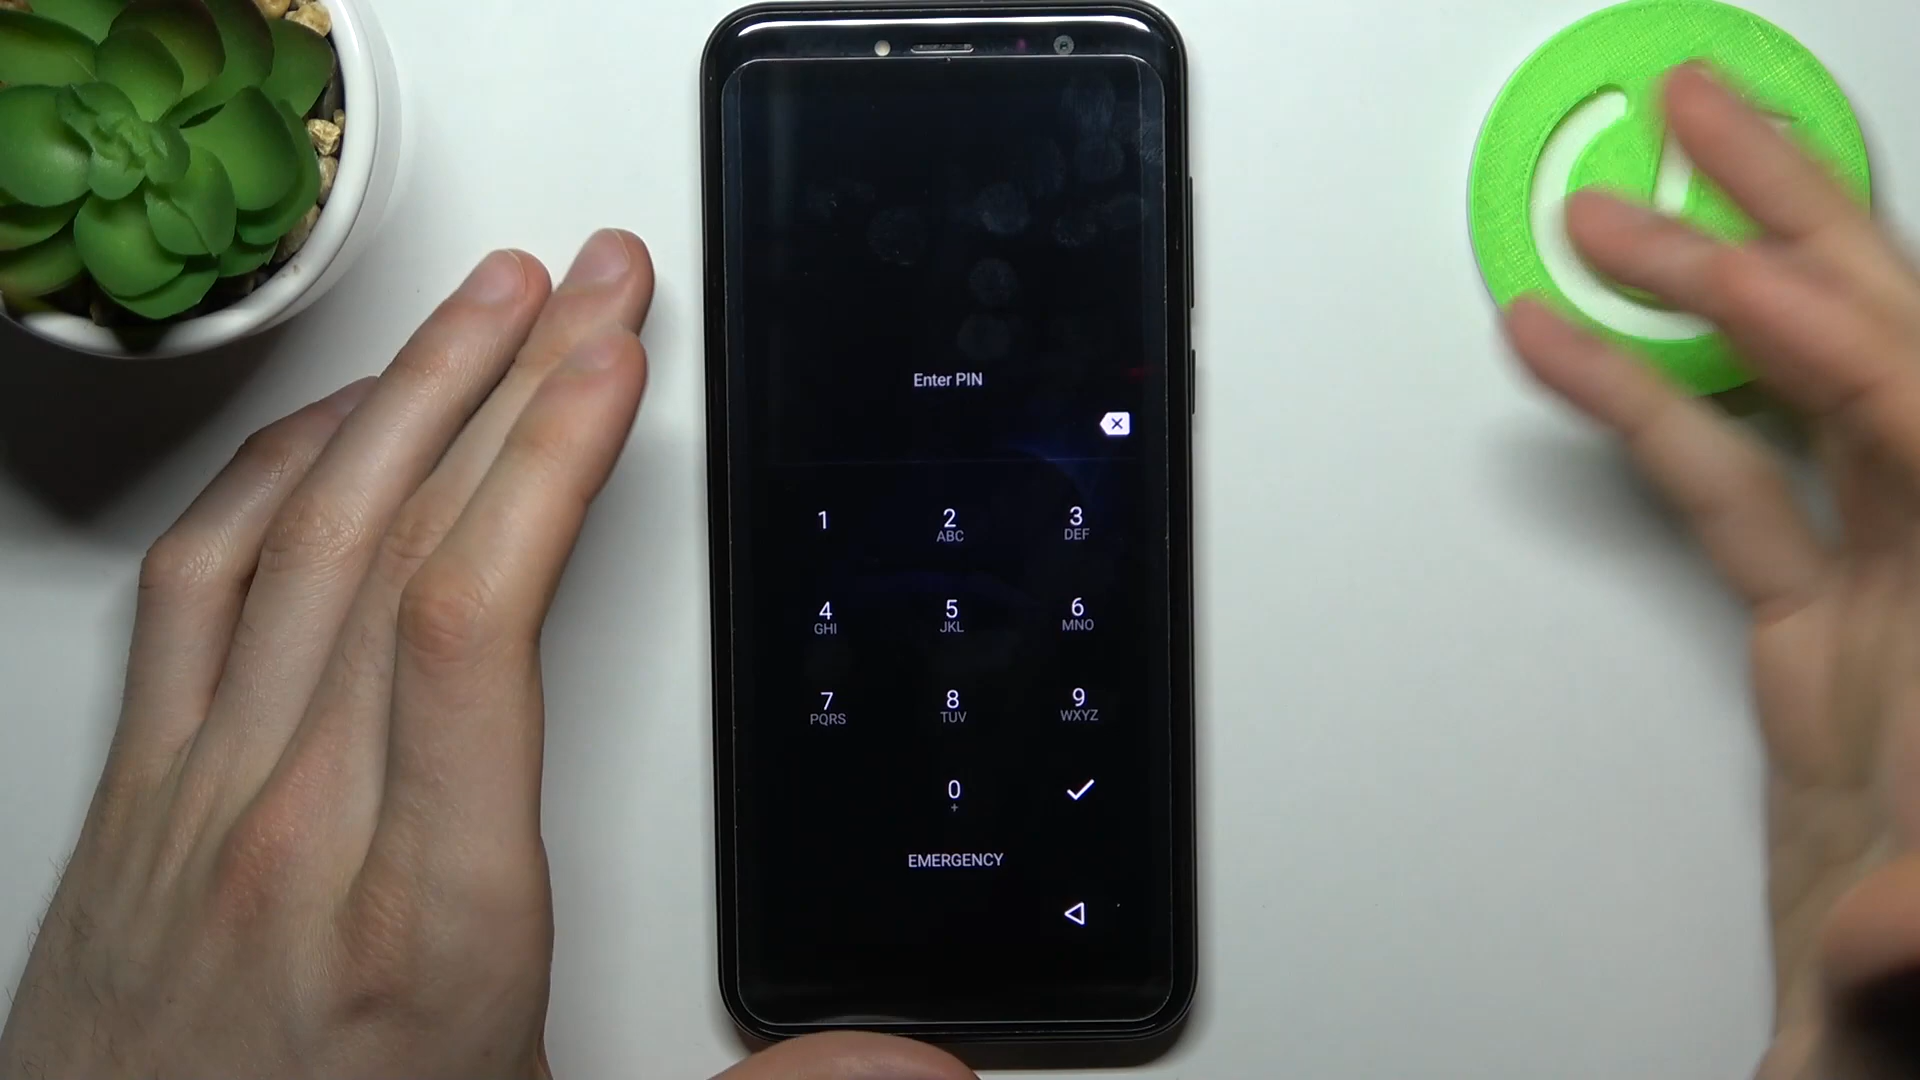 Enter PIN
1 2 3
ABC DEF
4 5 6
GHI JKL MNO
7 8 9
PQRS TUV WXYZ
0
+
EMERGENCY